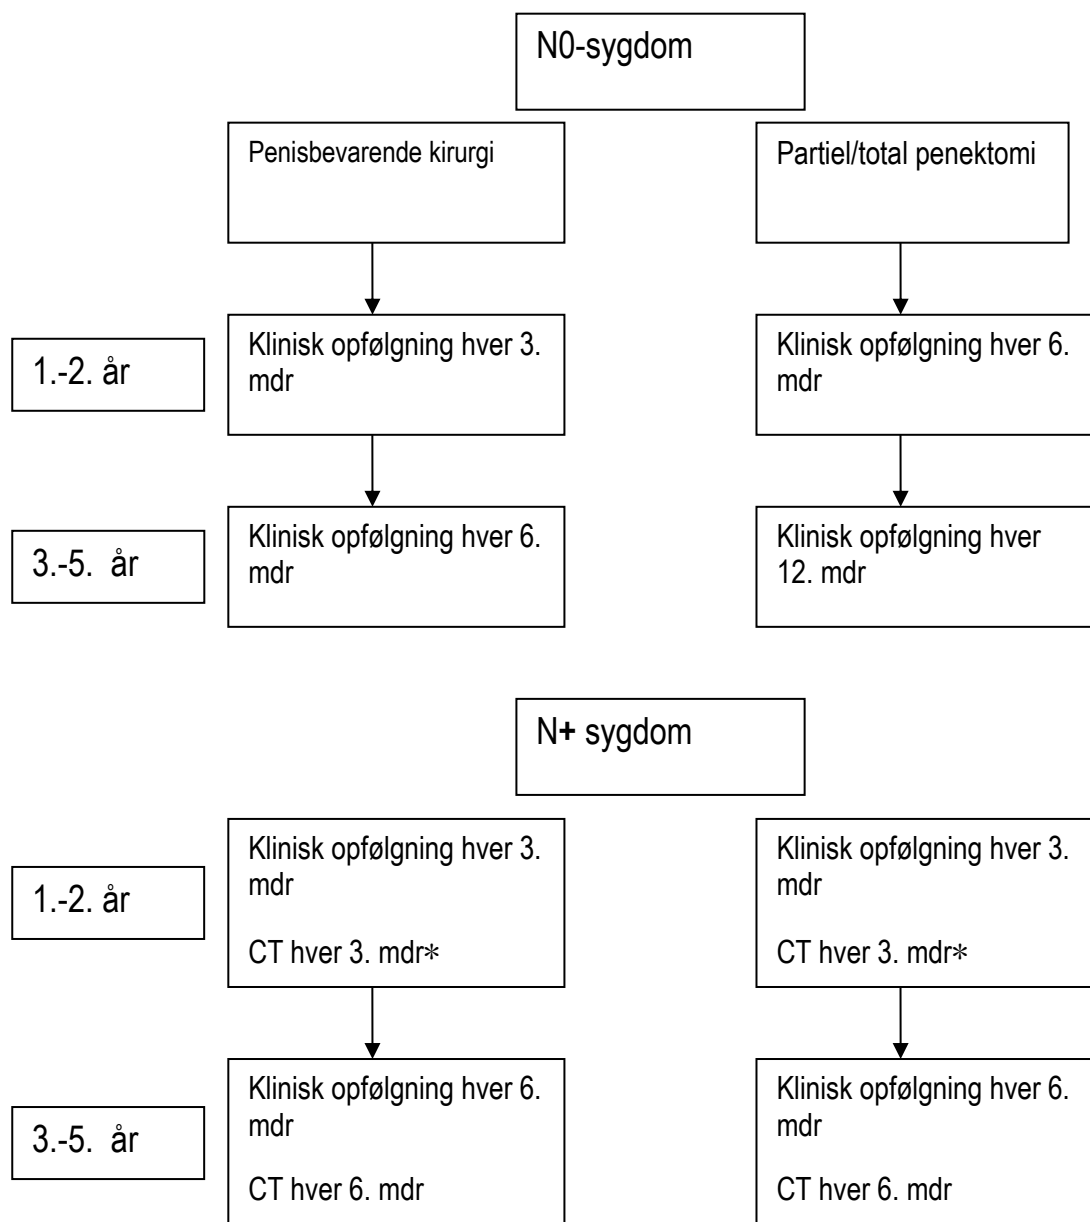 N0-sygdom
Penisbevarende kirurgi
Partiel/total penektomi
1.-2. år
Klinisk opfølgning hver 3.
mdr
Klinisk opfølgning hver 6.
mdr
3.-5. år
Klinisk opfølgning hver 6.
mdr
Klinisk opfølgning hver
12. mdr
N+ sygdom
1.-2. år
Klinisk opfølgning hver 3.
mdr
CT hver 3. mdr*
Klinisk opfølgning hver 3.
mdr
CT hver 3. mdr*
3.-5. år
Klinisk opfølgning hver 6.
mdr
CT hver 6. mdr
Klinisk opfølgning hver 6.
mdr
CT hver 6. mdr